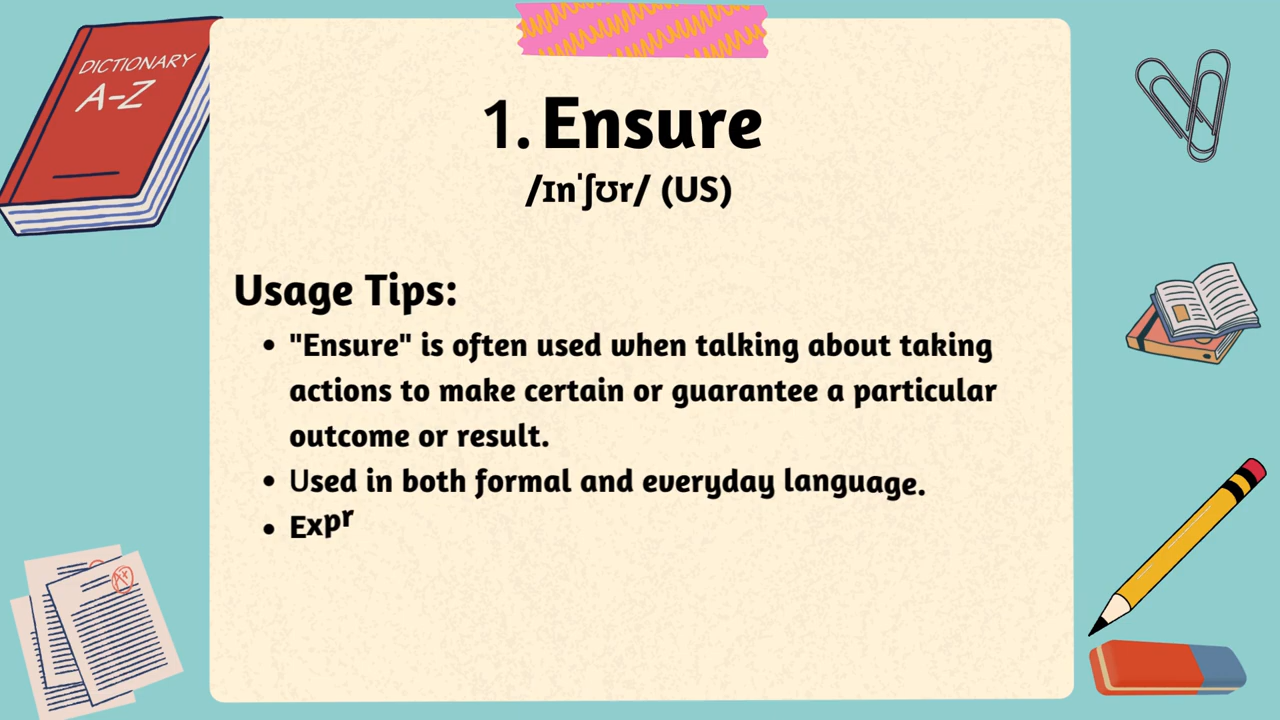 DICTIONARY
A-Z
1. Ensure
/ɪnˈʃʊr/ (US)
Usage Tips:
• "Ensure" is often used when talking about taking
actions to make certain or guarantee a particular
outcome or result.
• Used in both formal and everyday language.
• Expr
A+